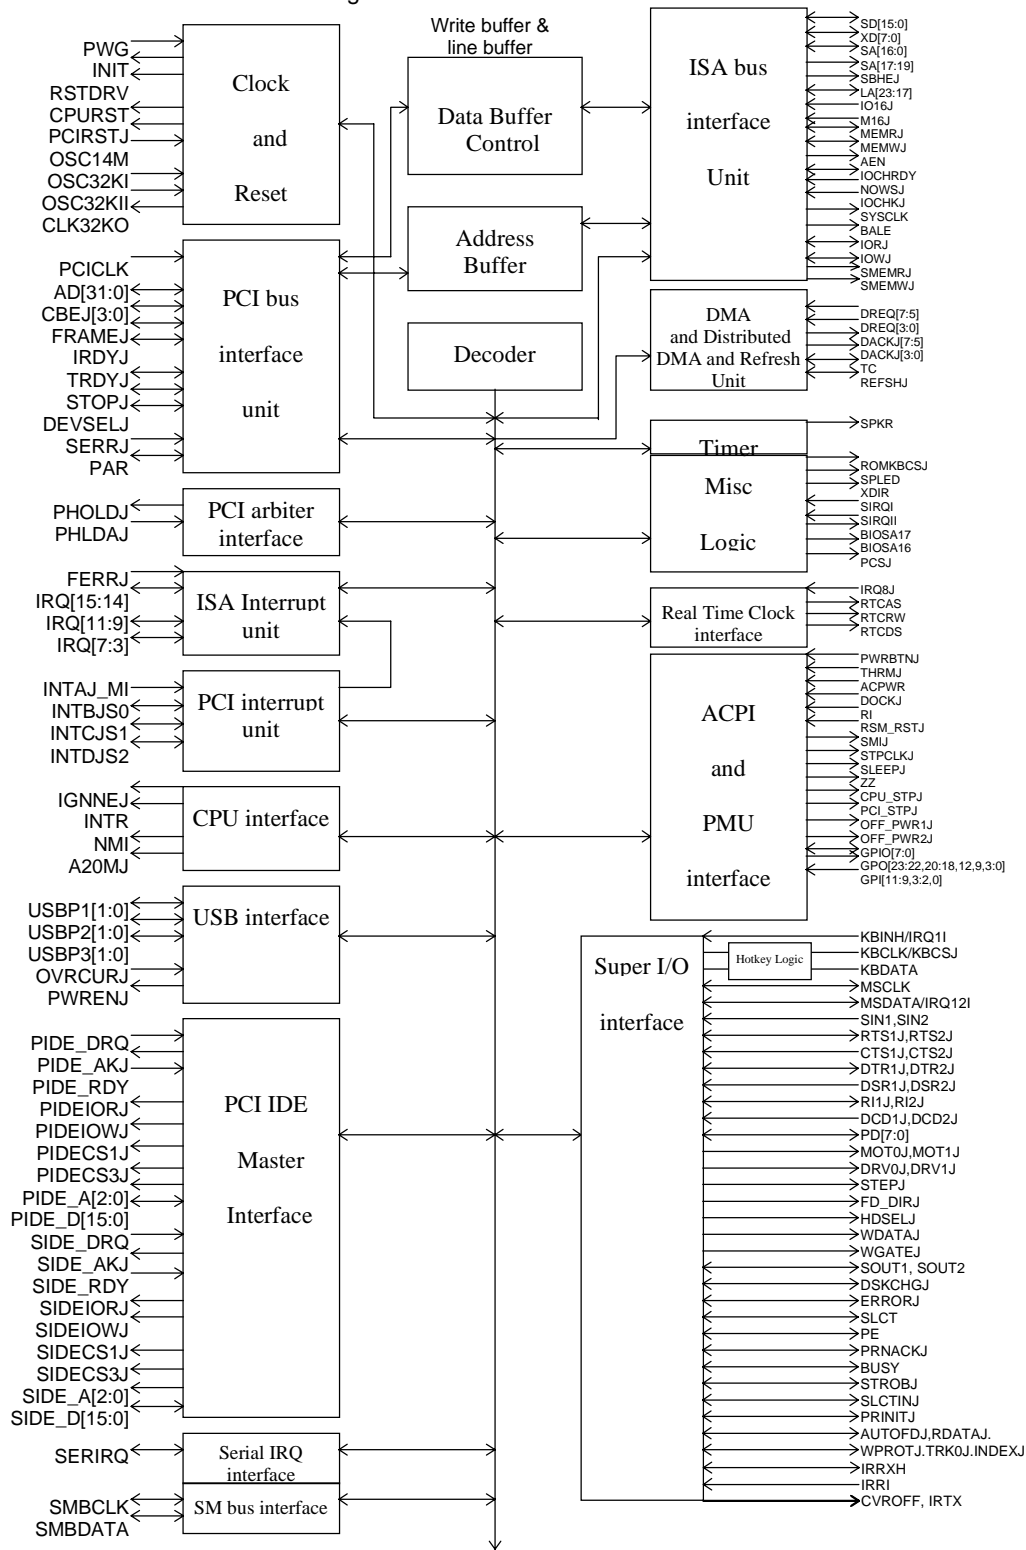 g
Write buffer &
line buffer
PWG
INIT
RSTDRV
CPURST
PCIRSTJ
OSC14M
OSC32KI
OSC32KII
CLK32KO
Clock
and
Reset
Data Buffer
Control
ISA bus
interface
Unit
SD[15:0]
XD[7:0]
SA[16:0]
SA[17:19]
SBHEJ
LA[23:17]
IO16J
M16J
MEMRJ
MEMWJ
AEN
IOCHRDY
NOWSJ
IOCHKJ
SYSCLK
BALE
IORJ
IOWJ
SMEMRJ
SMEMWJ
PCICLK
AD[31:0]
CBEJ[3:0]
FRAMEJ
IRDYJ
TRDYJ
STOPJ
DEVSELJ
SERRJ
PAR
PCI bus
interface
unit
Address
Buffer
Decoder
DMA
and Distributed
DMA and Refresh
Unit
DREQ[7:5]
DREQ[3:0]
DACKJ[7:5]
DACKJ[3:0]
TC
REFSHJ
Timer
SPKR
Misc
Logic
ROMKBCSJ
SPLED
XDIR
SIRQI
SIRQII
BIOSA17
BIOSA16
PCSJ
PHOLDJ
PHLDAJ
PCI arbiter
interface
FERRJ
IRQ[15:14]
IRQ[11:9]
IRQ[7:3]
ISA Interrupt
unit
Real Time Clock
interface
IRQ8J
RTCAS
RTCRW
RTCDS
INTAJ_MI
INTBJS0
INTCJS1
INTDJS2
PCI interrupt
unit
ACPI
and
PMU
interface
PWRBTNJ
THRMJ
ACPWR
DOCKJ
RI
RSM_RSTJ
SMIJ
STPCLKJ
SLEEPJ
ZZ
CPU_STPJ
PCI_STPJ
OFF_PWR1J
OFF_PWR2J
GPIO[7:0]
GPO[23:22,20:18,12,9,3:0]
GPI[11:9,3:2,0]
IGNNEJ
INTR
NMI
A20MJ
CPU interface
USBP1[1:0]
USBP2[1:0]
USBP3[1:0]
OVRCURJ
PWRENJ
USB interface
Super I/O
interface
Hotkey Logic
KBINH/IRQ1I
KBCLK/KBCSJ
KBDATA
MSCLK
MSDATA/IRQ12I
SIN1,SIN2
RTS1J,RTS2J
CTS1J,CTS2J
DTR1J,DTR2J
DSR1J,DSR2J
RI1J,RI2J
DCD1J,DCD2J
PD[7:0]
MOT0J,MOT1J
DRV0J,DRV1J
STEPJ
FD_DIRJ
HDSELJ
WDATAJ
WGATEJ
SOUT1, SOUT2
DSKCHGJ
ERRORJ
SLCT
PE
PRNACKJ
BUSY
STROBJ
SLCTINJ
PRINITJ
AUTOFDJ,RDATAJ.
WPROTJ.TRK0J.INDEXJ
IRRXH
IRRI
CVROFF, IRTX
PIDE_DRQ
PIDE_AKJ
PIDE_RDY
PIDEIORJ
PIDEIOWJ
PIDECS1J
PIDECS3J
PIDE_A[2:0]
PIDE_D[15:0]
SIDE_DRQ
SIDE_AKJ
SIDE_RDY
SIDEIORJ
SIDEIOWJ
SIDECS1J
SIDECS3J
SIDE_A[2:0]
SIDE_D[15:0]
PCI IDE
Master
Interface
SERIRQ
Serial IRQ
interface
SMBCLK
SMBDATA
SM bus interface